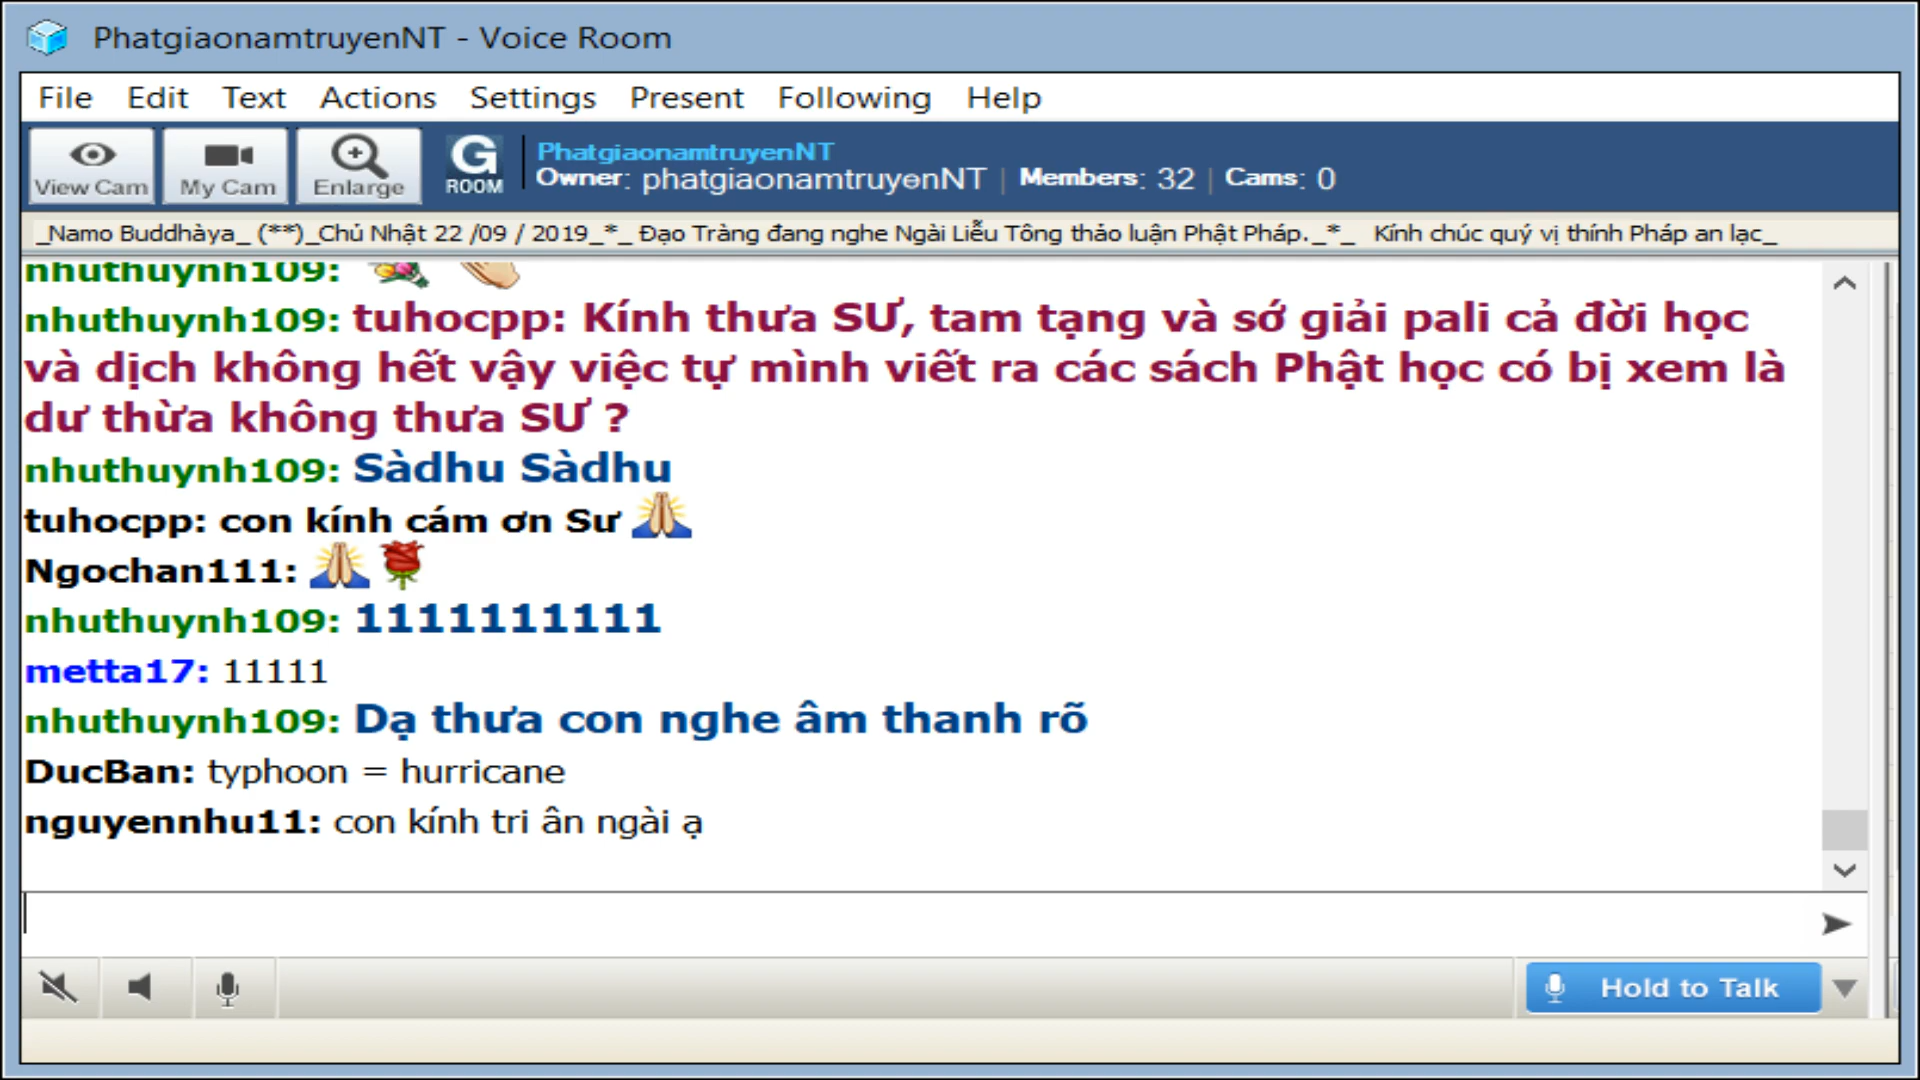 PhatgiaonamtruyenNT - Voice Room
File Edit Text Actions Settings Present Following Help
View Cam My Cam Enlarge G ROOM
PhatgiaonamtruyenNT
Owner: phatgiaonamtruyenNT | Members: 32 | Cams: 0
_Namo Buddhàya_ (**)_Chủ Nhật 22 /09 / 2019_*_ Đạo Tràng đang nghe Ngài Liễu Tông thảo luận Phật Pháp._*_ Kính chúc quý vị thính Pháp an lạc_
nhuthuynh109:
nhuthuynh109: tuhocpp: Kính thưa SƯ, tam tạng và sớ giải pali cả đời học
và dịch không hết vậy việc tự mình viết ra các sách Phật học có bị xem là
dư thừa không thưa SƯ ?
nhuthuynh109: Sàdhu Sàdhu
tuhocpp: con kính cám ơn Sư
Ngochan111:
nhuthuynh109: 1111111111
metta17: 11111
nhuthuynh109: Dạ thưa con nghe âm thanh rõ
DucBan: typhoon = hurricane
nguyennhu11: con kính tri ân ngài ạ
Hold to Talk